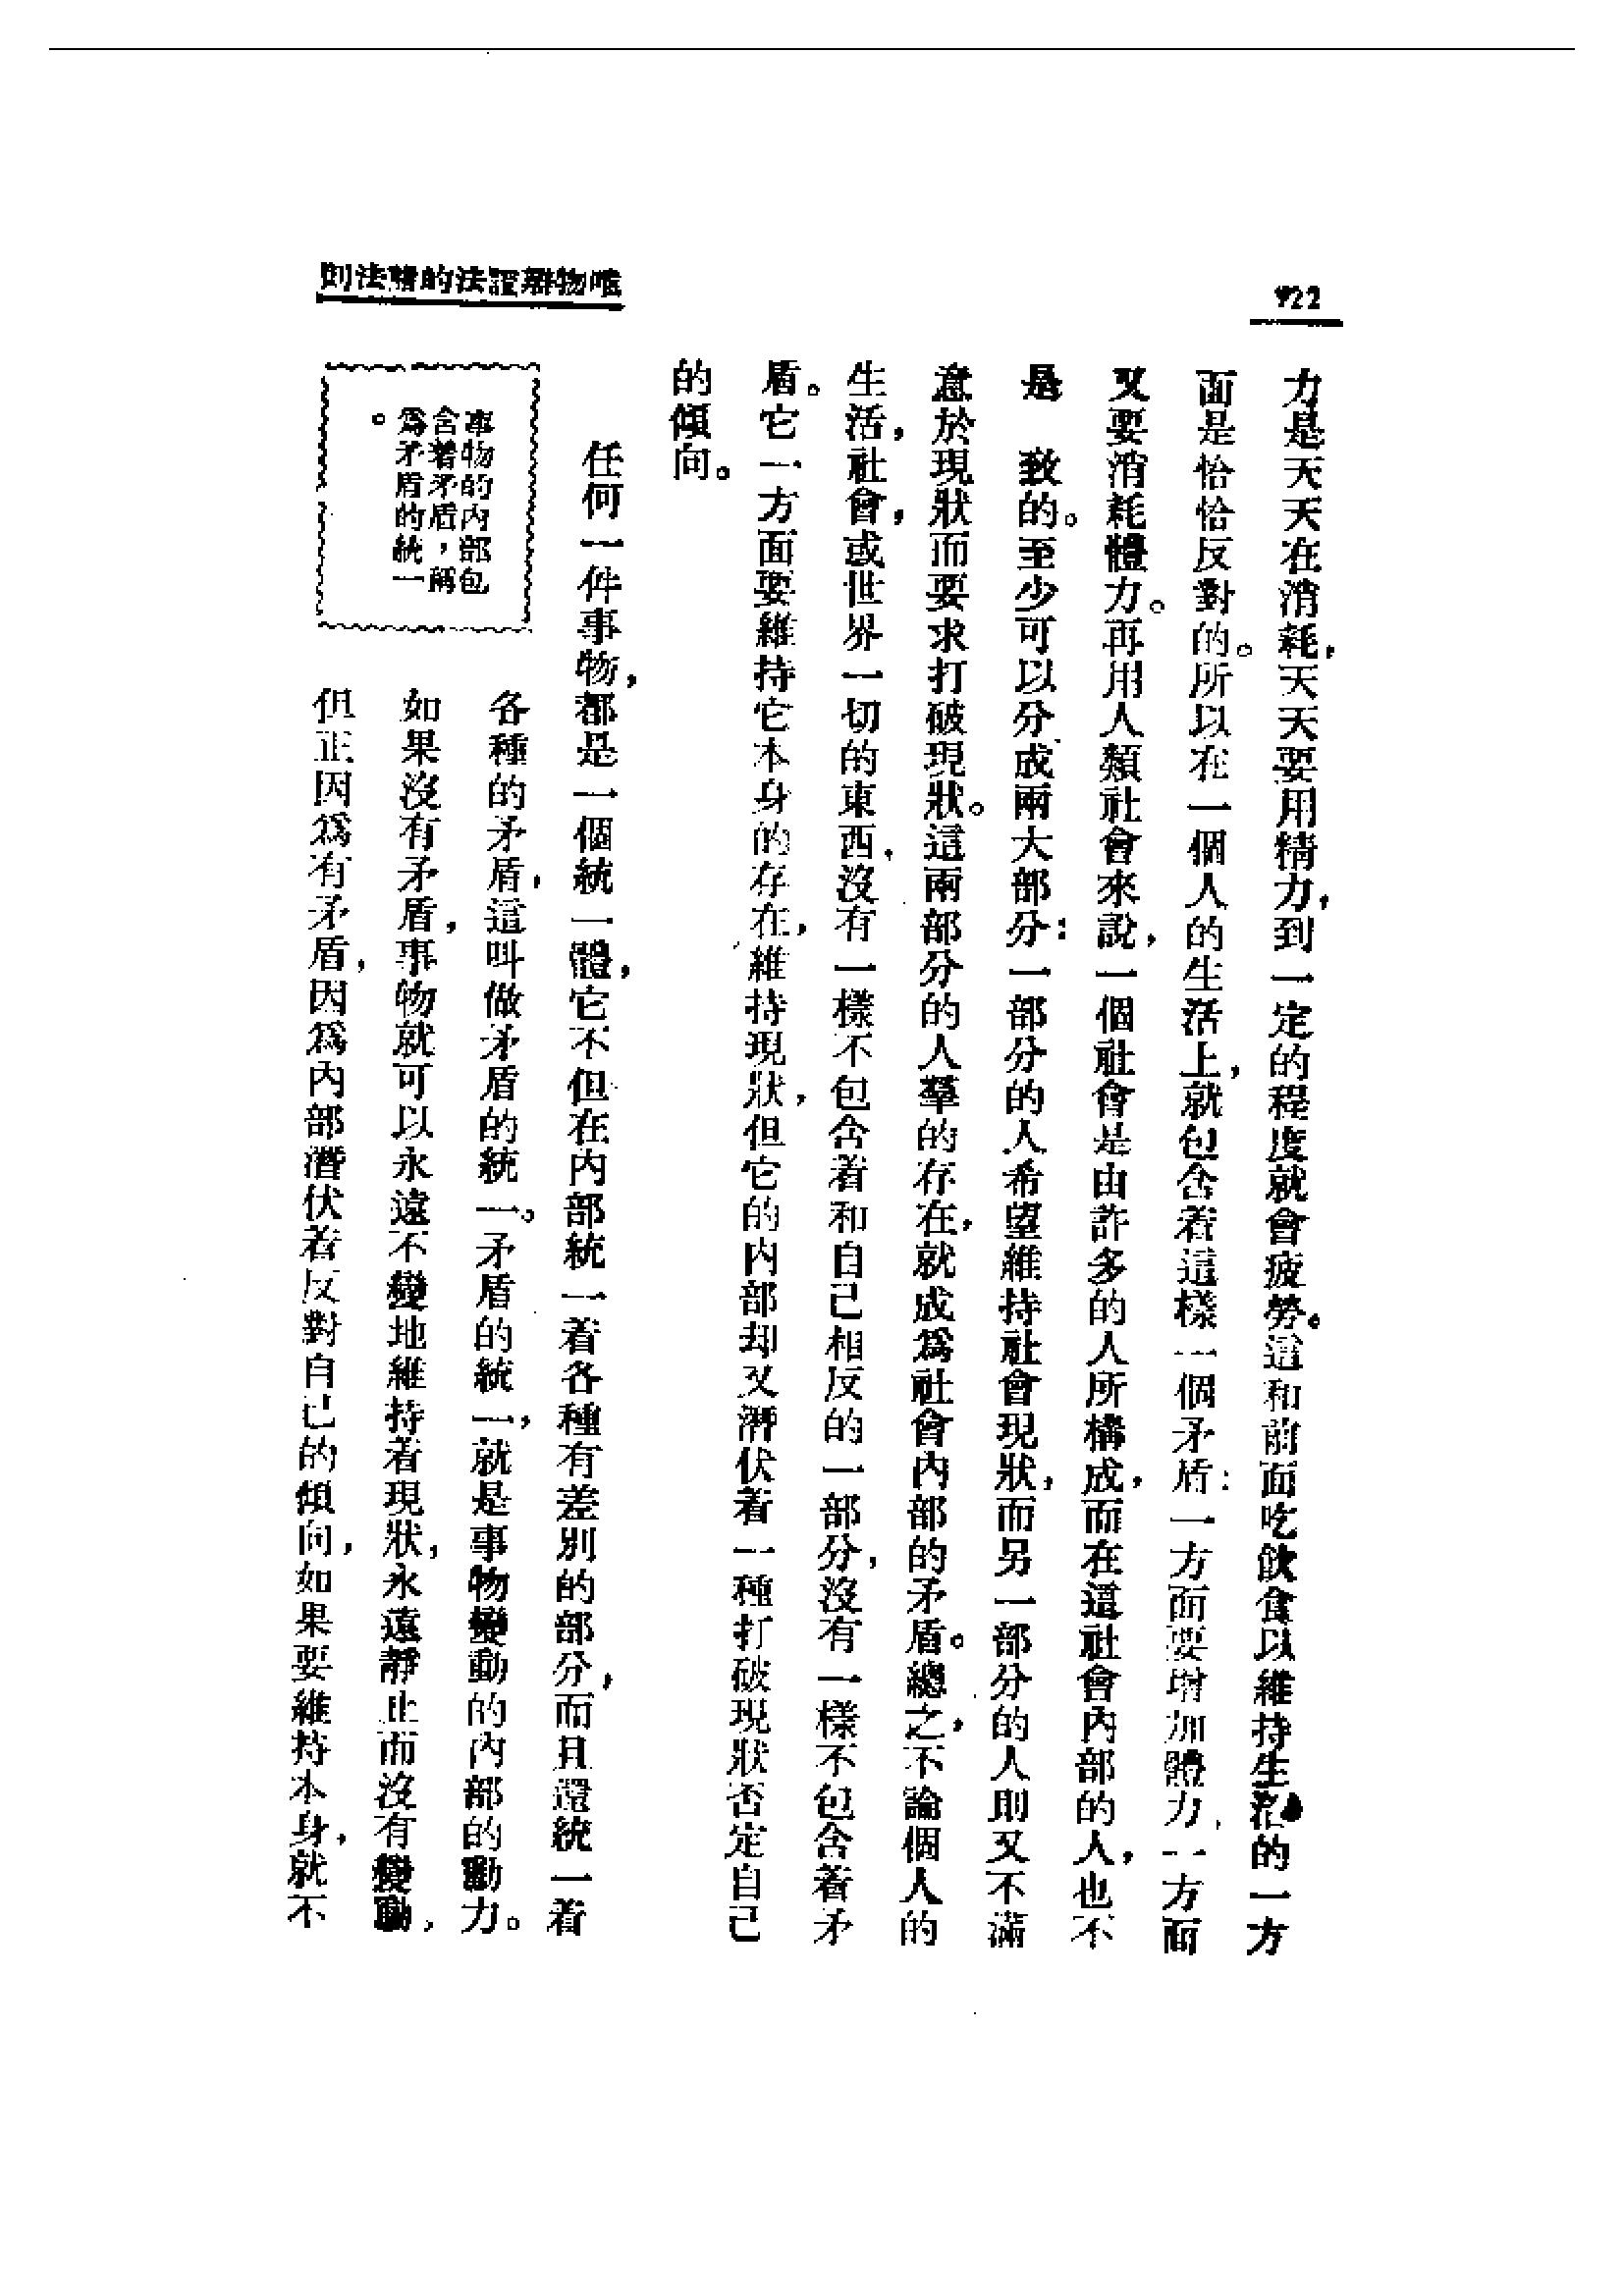 922
唯物辯證法的諸法則
力是天天在消耗，天天要用精力，到一定的程度就會疲勞。這和前面吃飲食以維持生活的一方
面是恰恰反對的。所以在一個人的生活上，就包含着這樣一個矛盾：一方面要增加體力，一方面
又要消耗體力。再用人類社會來說，一個社會是由許多的人所構成，而在這社會內部的人，也不
是　致的。至少可以分成兩大部分：一部分的人希望維持社會現狀，而另一部分的人則又不滿
意於現狀而要求打破現狀。這兩部分的人羣的存在，就成爲社會內部的矛盾。總之，不論個人的
生活，社會，或世界一切的東西，沒有一樣不包含着和自己相反的一部分，沒有一樣不包含着矛
盾。它一方面要維持它本身的存在，維持現狀，但它的內部却又潛伏着一種打破現狀否定自己
的傾向。
任何一件事物，都是一個統一體，它不但在內部統一着各種有差別的部分，而且還統一着
事物的內部包
含着矛盾，稱
爲矛盾的統一
。
各種的矛盾，這叫做矛盾的統一。矛盾的統一，就是事物變動的內部的動力。
如果沒有矛盾，事物就可以永遠不變地維持着現狀，永遠靜止而沒有變動，
但正因爲有矛盾，因爲內部潛伏着反對自己的傾向，如果要維持本身，就不